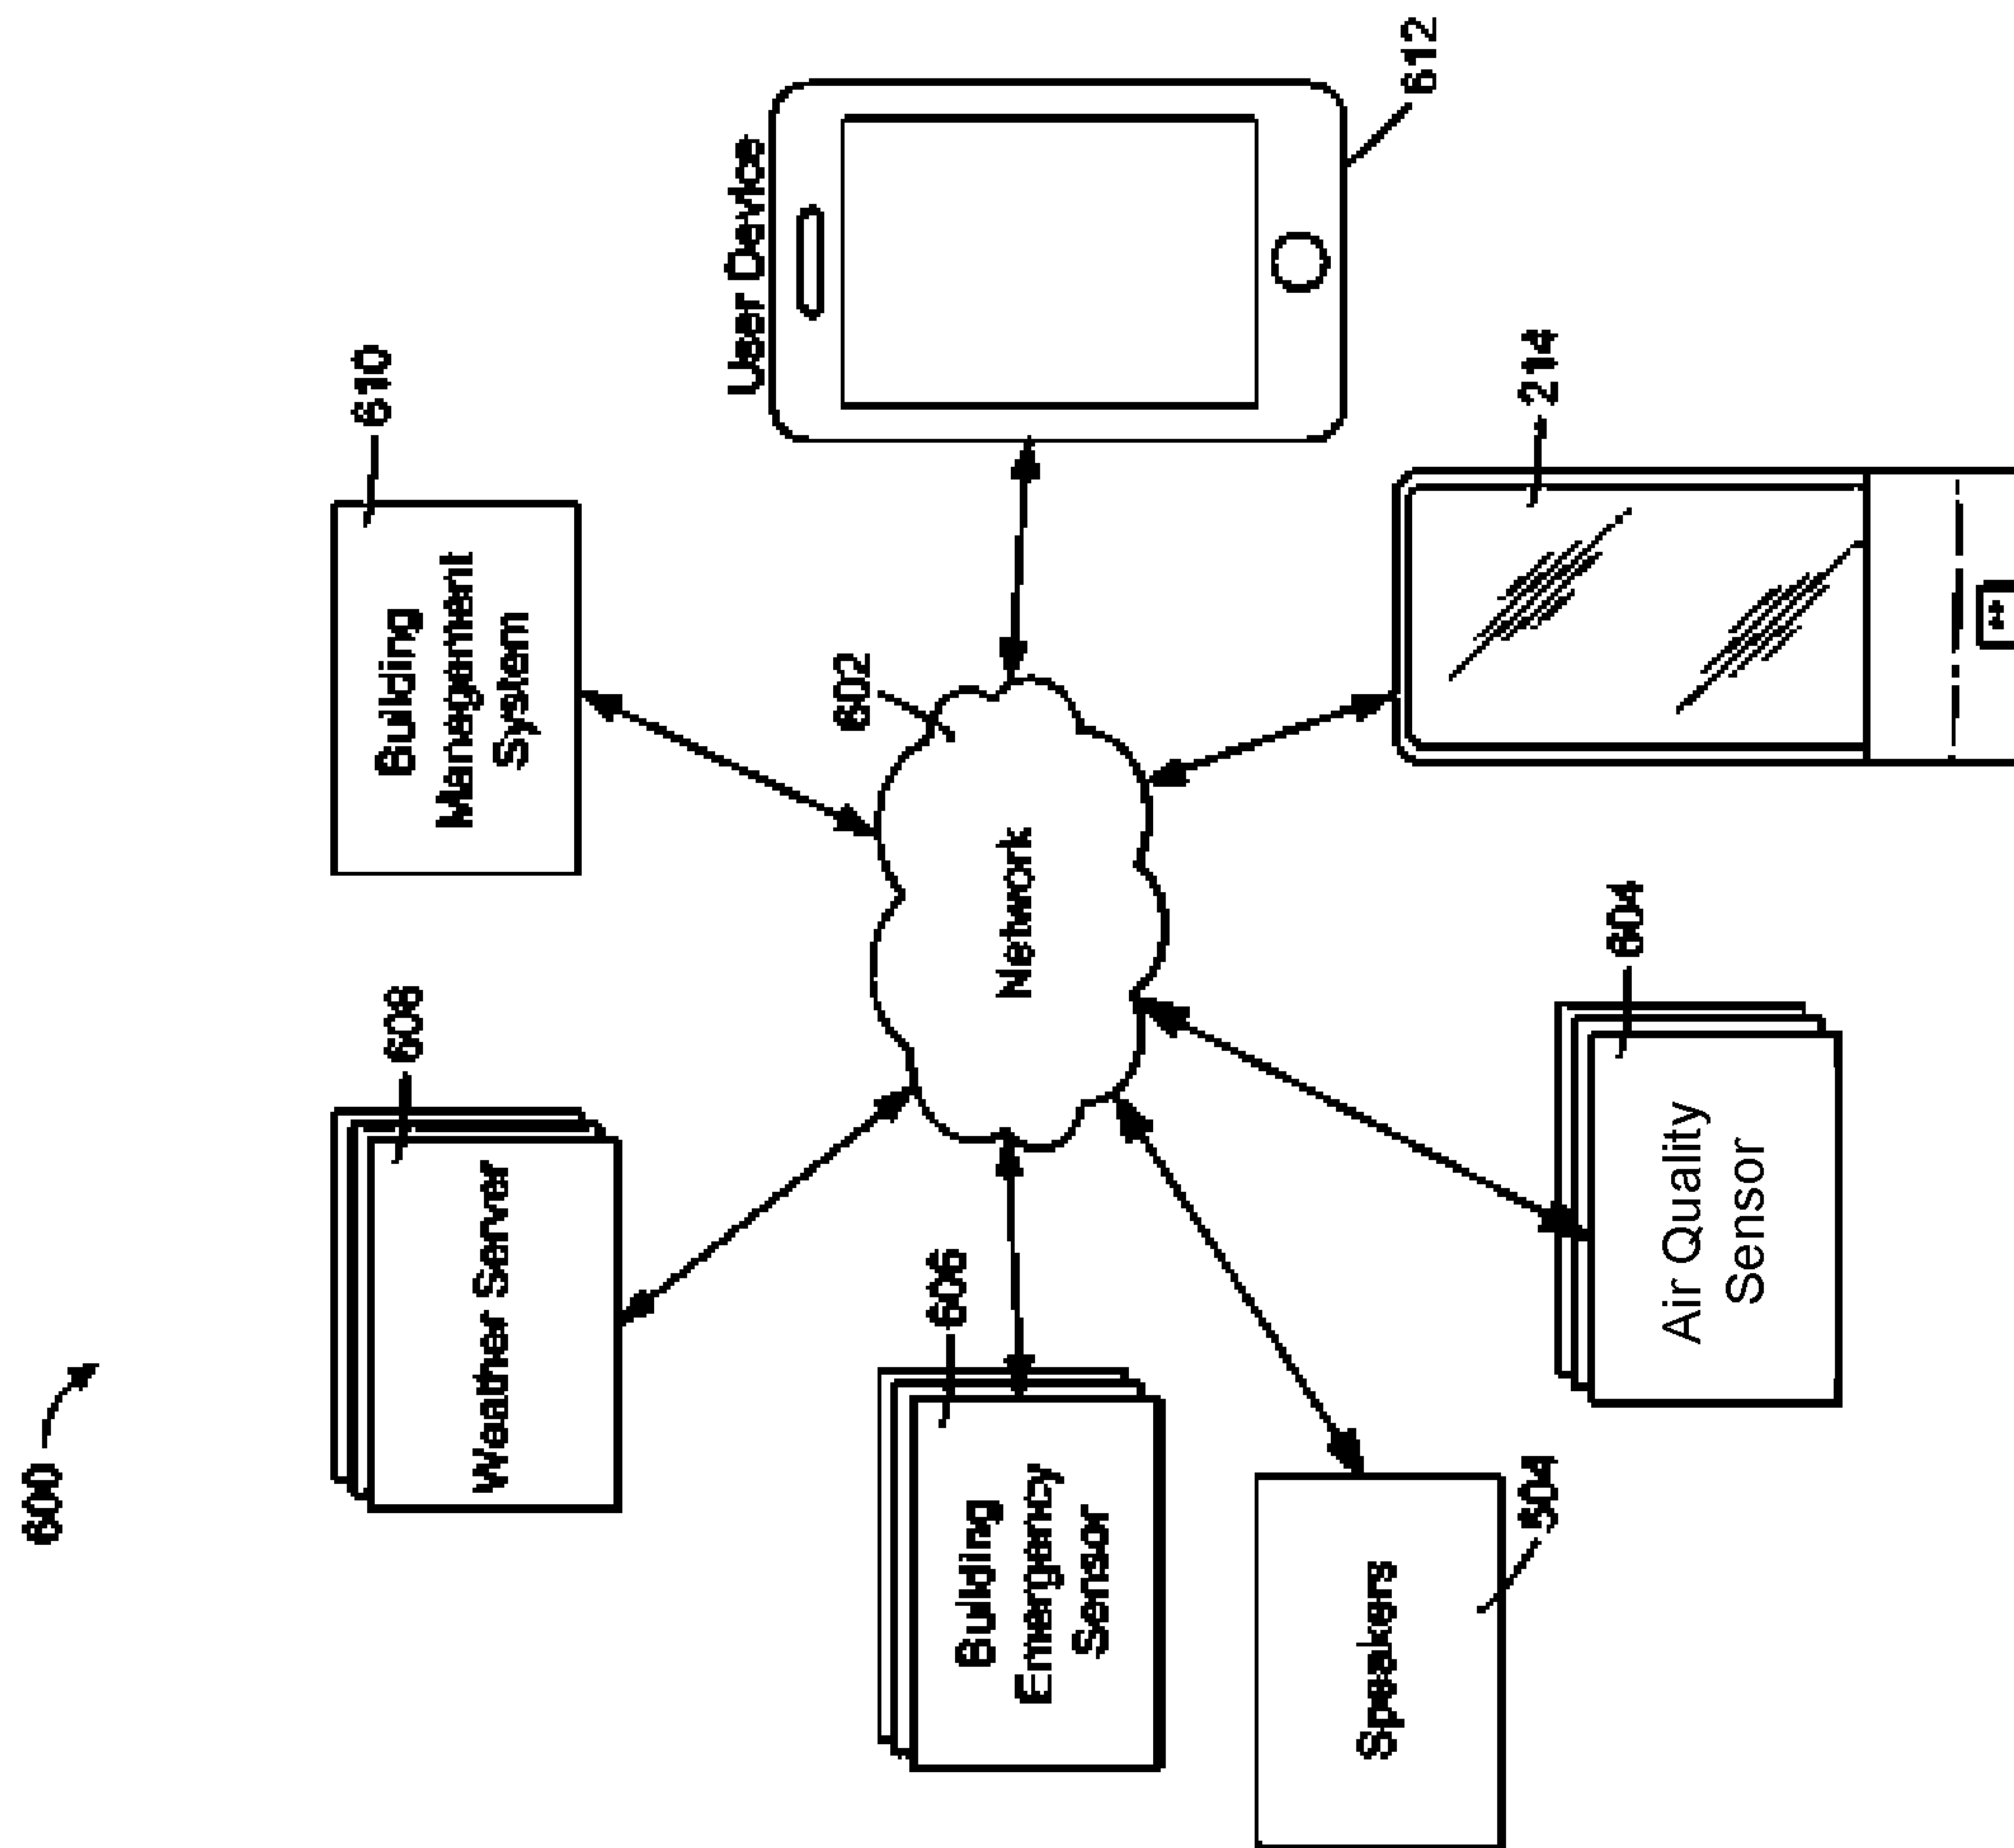 600
608
Weather Server
610
Building
Management
System
606
Building
Emergency
Sensor
602
Network
User Device
612
504
Speakers
604
Air Quality
Sensor
214